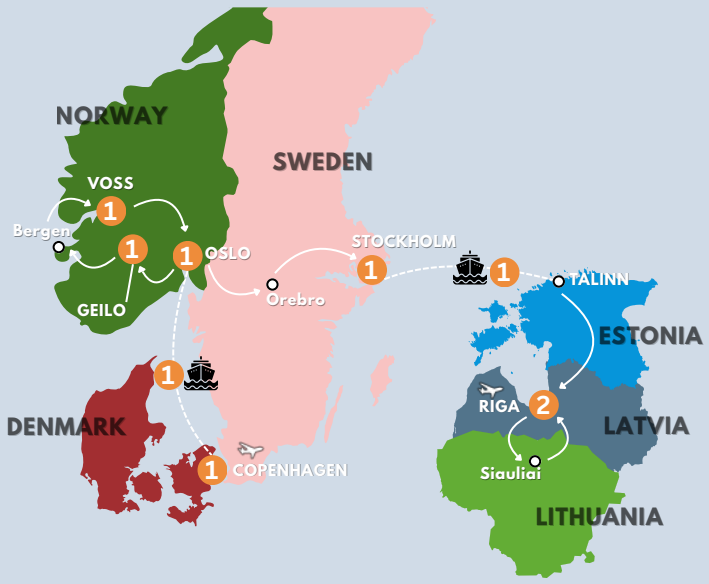 NORWAY
SWEDEN
VOSS
1
Bergen
1
1
OSLO
GEILO
STOCKHOLM
1
Orebro
1
TALINN
ESTONIA
1
DENMARK
RIGA
2
LATVIA
1
COPENHAGEN
Siauliai
LITHUANIA